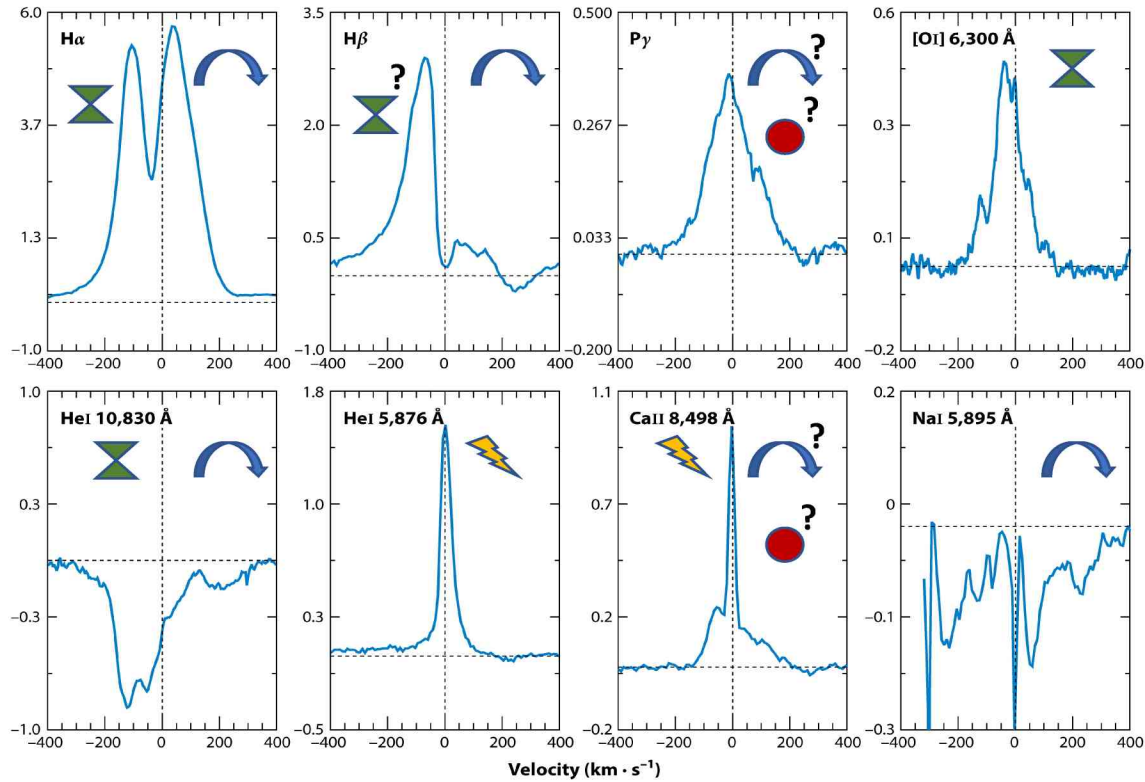 6.0
Hα
3.7
1.3
−1.0
−400 −200 0 200 400
3.5
Hβ
?
2.0
0.5
−1.0
−400 −200 0 200 400
0.500
Pγ
?
?
0.267
0.033
−0.200
−400 −200 0 200 400
0.6
[OI] 6,300 Å
0.3
0.1
−0.2
−400 −200 0 200 400
1.0
HeI 10,830 Å
0.3
−0.3
−1.0
−400 −200 0 200 400
1.8
HeI 5,876 Å
1.0
0.3
−0.5
−400 −200 0 200 400
1.1
CaII 8,498 Å
?
?
0.7
0.2
−0.2
−400 −200 0 200 400
0.2
NaI 5,895 Å
0
−0.1
−0.3
−400 −200 0 200 400
Velocity (km · s⁻¹)